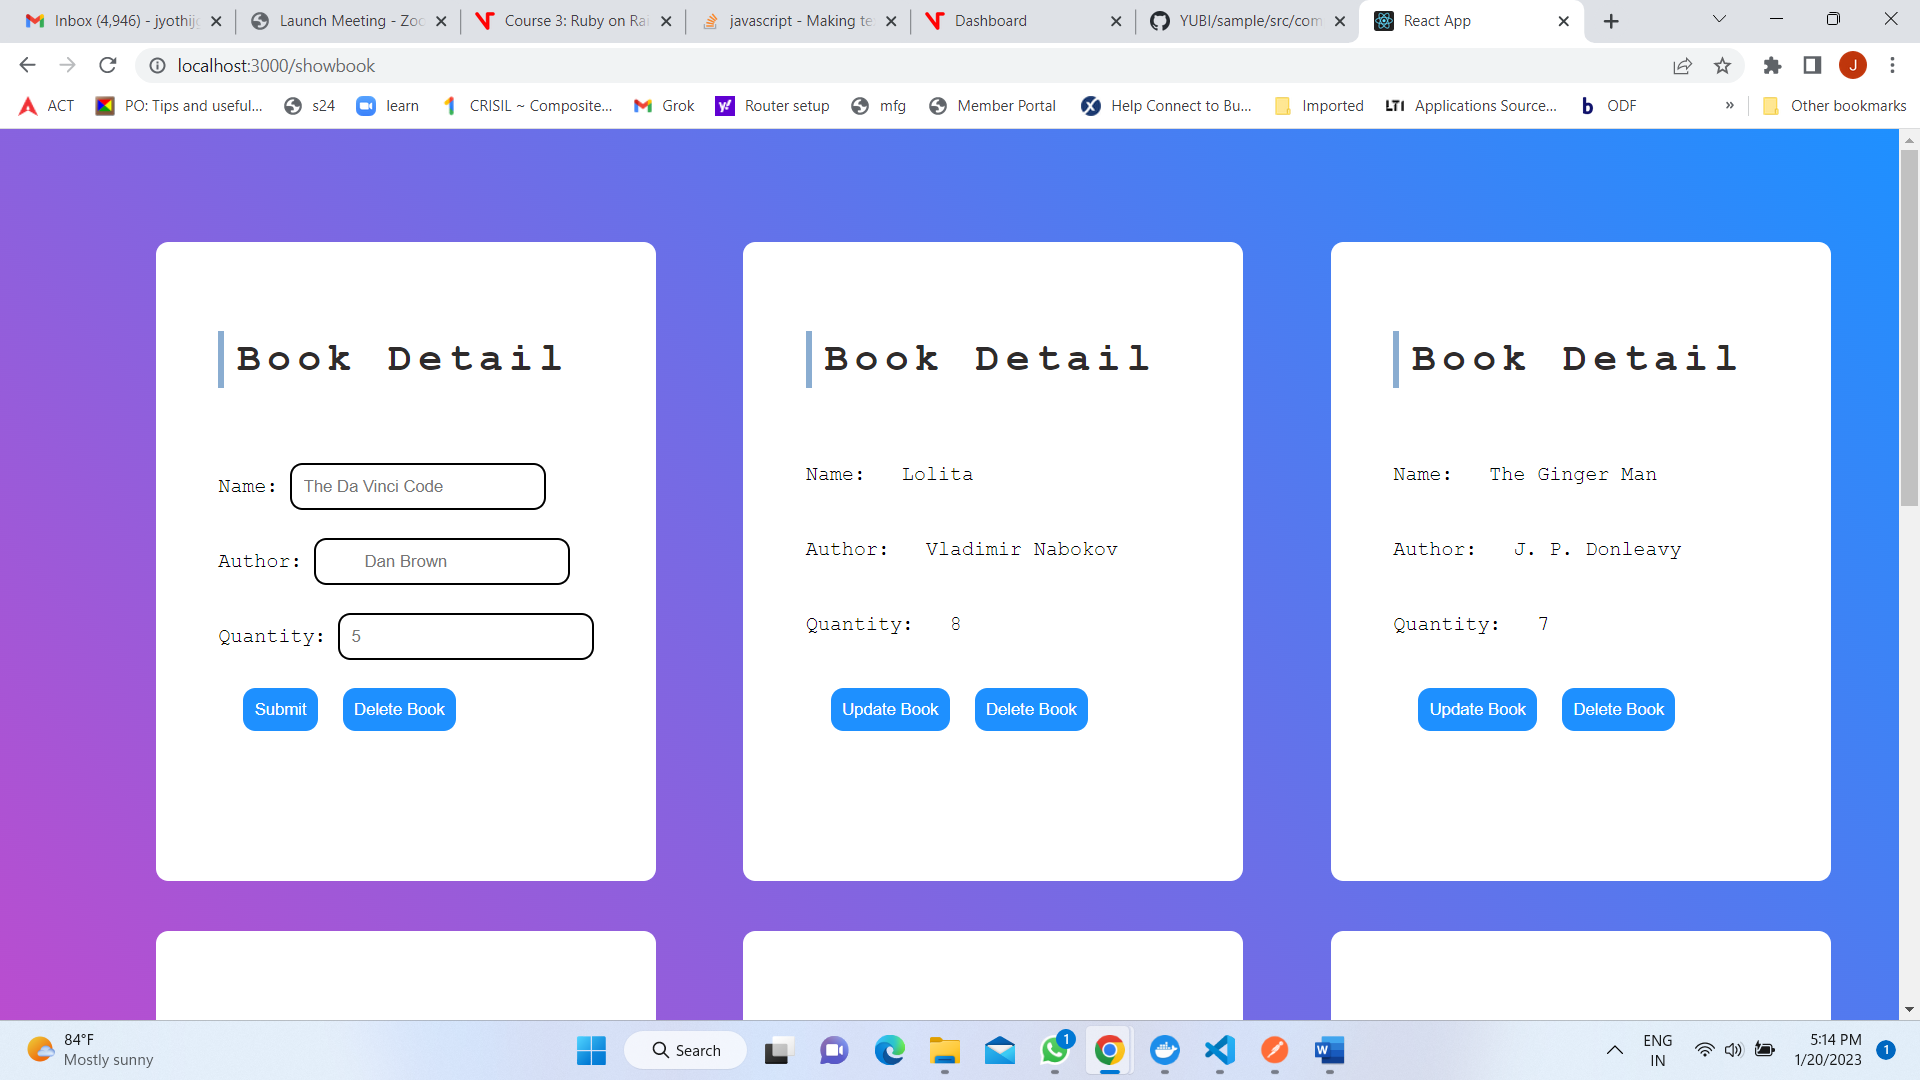 Inbox (4,946) - jyothijg
Launch Meeting - Zoo
Course 3: Ruby on Rai
javascript - Making te
Dashboard
YUBI/sample/src/com
React App
localhost:3000/showbook
J
ACT
PO: Tips and useful...
s24
learn
CRISIL ~ Composite...
Grok
Router setup
mfg
Member Portal
Help Connect to Bu...
Imported
LTI Applications Source...
b ODF
»
Other bookmarks
Book Detail
Name: The Da Vinci Code
Author: Dan Brown
Quantity: 5
Submit Delete Book
Book Detail
Name: Lolita
Author: Vladimir Nabokov
Quantity: 8
Update Book Delete Book
Book Detail
Name: The Ginger Man
Author: J. P. Donleavy
Quantity: 7
Update Book Delete Book
84°F
Mostly sunny
Search
1
W
ENG
IN
5:14 PM
1/20/2023
1